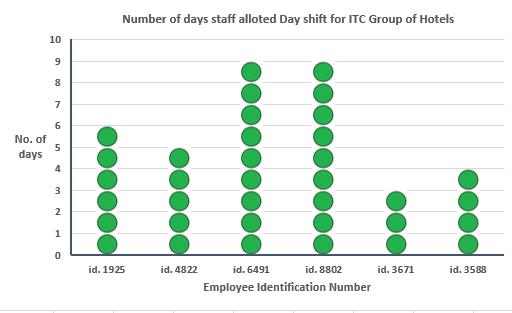 Number of days staff alloted Day shift for ITC Group of Hotels
10
9
8
7
6
5
4
3
2
1
0
No. of
days
id. 1925 id. 4822 id. 6491 id. 8802 id. 3671 id. 3588
Employee Identification Number